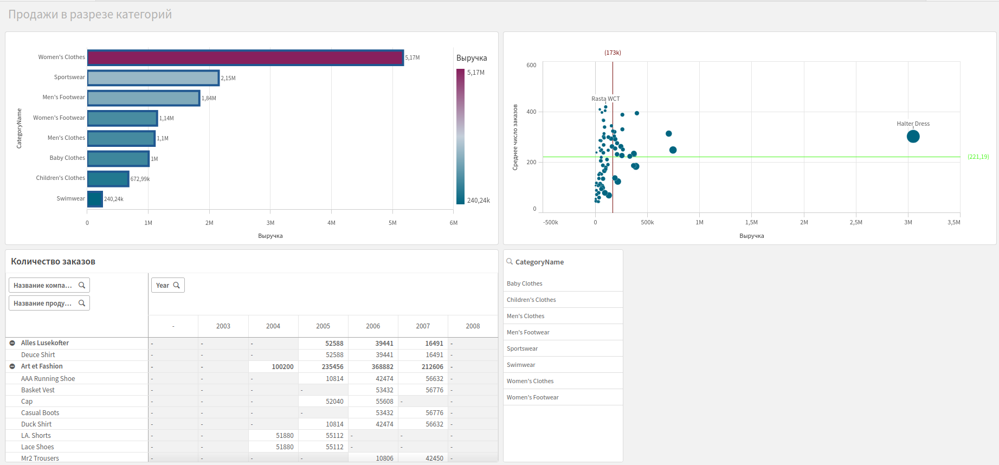 Продажи в разрезе категорий
CategoryName
Women's Clothes 5,17M
Sportswear 2,15M
Men's Footwear 1,84M
Women's Footwear 1,14M
Men's Clothes 1,1M
Baby Clothes 1M
Children's Clothes 672,99k
Swimwear 240,24k
0 1M 2M 3M 4M 5M 6M
Выручка
Выручка
5,17M
240,24k
(173k)
Среднее число заказов
600
400
200
0
Rasta WCT
Halter Dress
(221,19)
-500k 0 500k 1M 1,5M 2M 2,5M 3M 3,5M
Выручка
Количество заказов
Название компа...
Название проду...
Year
- 2003 2004 2005 2006 2007 2008
Alles Lusekofter - - - 52588 39441 16491 -
Deuce Shirt - - - 52588 39441 16491 -
Art et Fashion - - 100200 235456 368882 212606 -
AAA Running Shoe - - - 10814 42474 56632 -
Basket Vest - - - - 53432 56776 -
Cap - - - 52040 55608 - -
Casual Boots - - - - 53432 56776 -
Duck Shirt - - - 10814 42474 56632 -
LA. Shorts - - 51880 55112 - - -
Lace Shoes - - 51880 55112 - - -
Mr2 Trousers - - - - 10806 42450 -
CategoryName
Baby Clothes
Children's Clothes
Men's Clothes
Men's Footwear
Sportswear
Swimwear
Women's Clothes
Women's Footwear